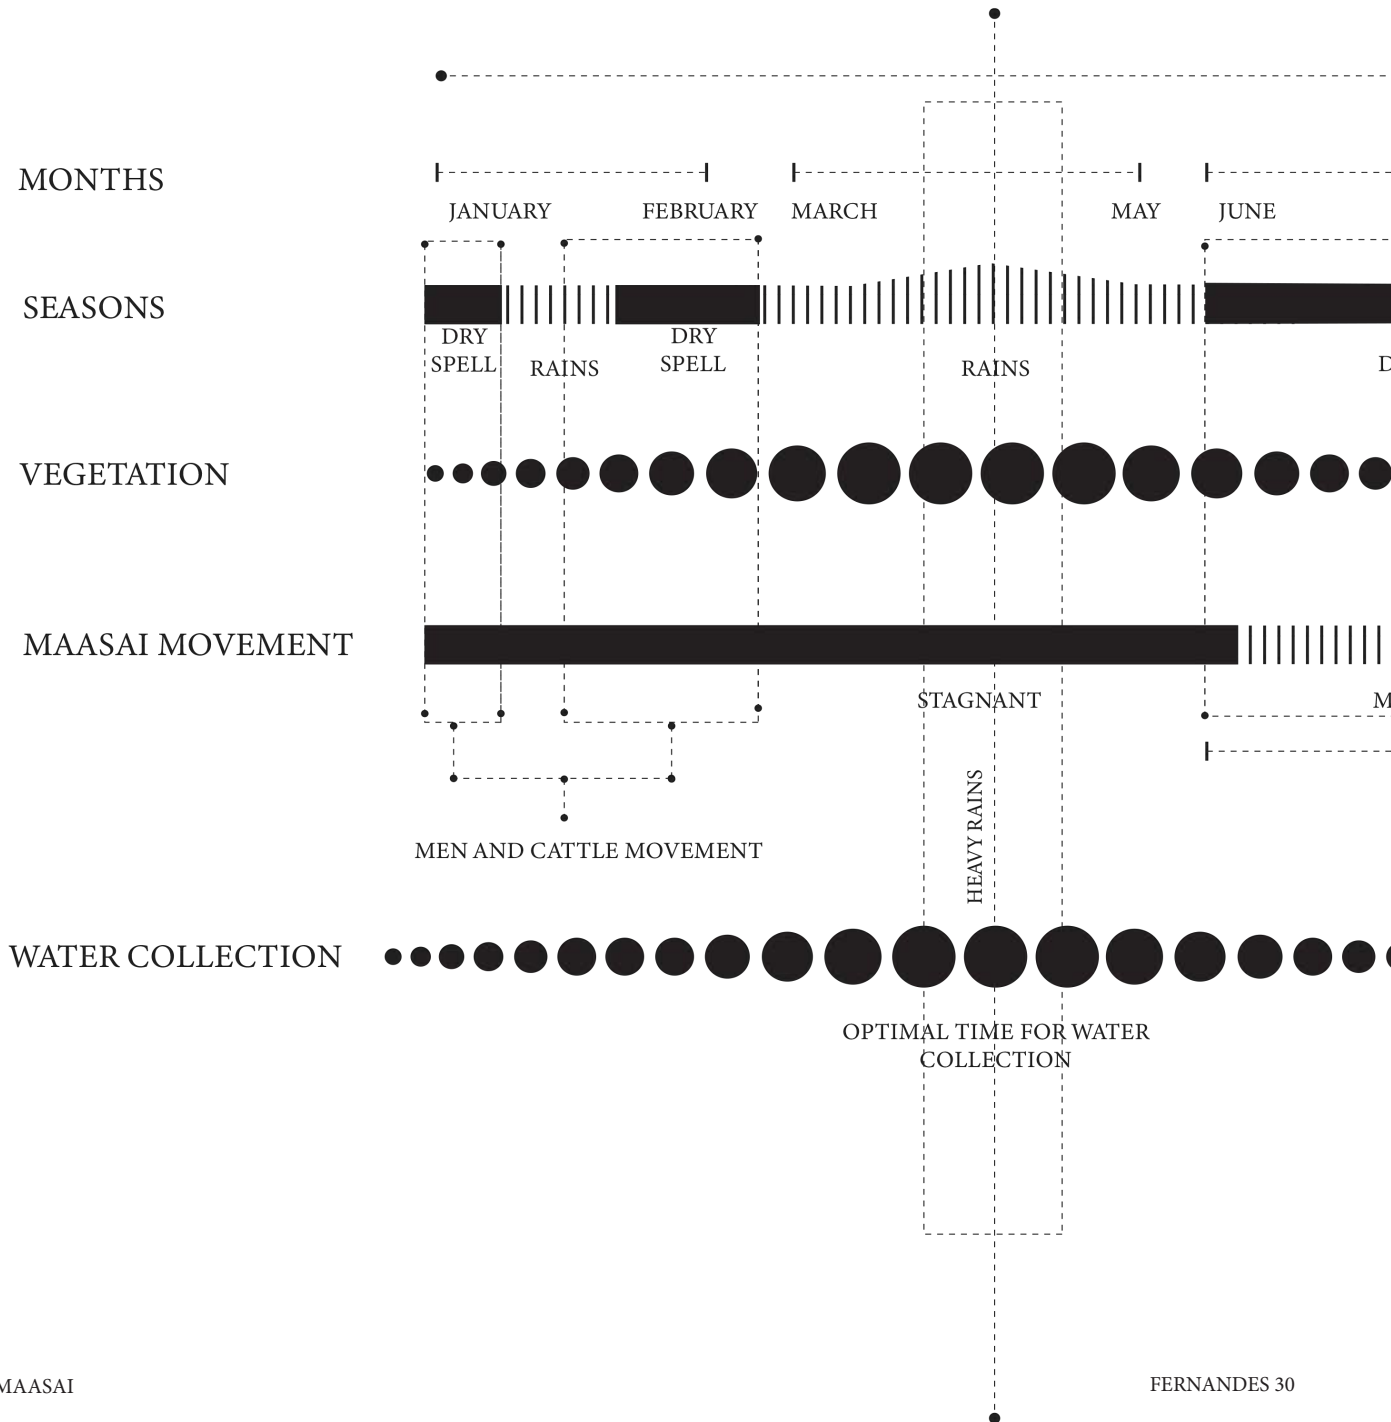 MONTHS
JANUARY FEBRUARY MARCH MAY JUNE
SEASONS
DRY
SPELL
RAINS
DRY
SPELL
RAINS
D
VEGETATION
MAASAI MOVEMENT
STAGNANT
M
HEAVY RAINS
MEN AND CATTLE MOVEMENT
WATER COLLECTION
OPTIMAL TIME FOR WATER
COLLECTION
MAASAI
FERNANDES 30